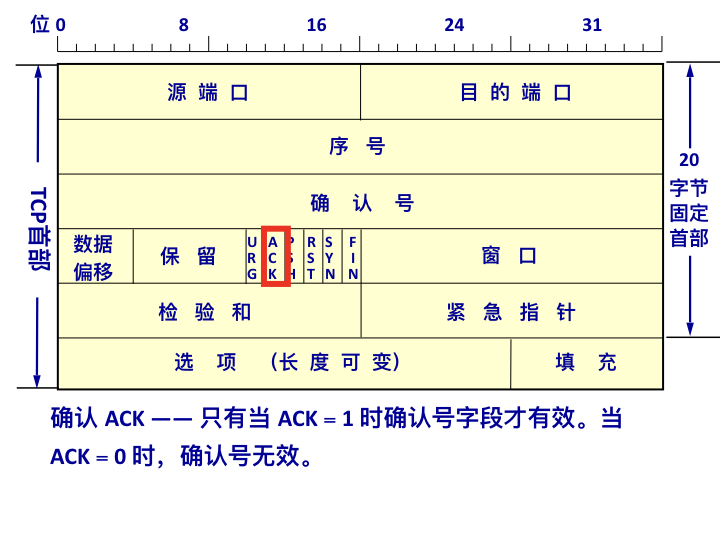 位 0 8 16 24 31
源 端 口 目 的 端 口
序 号
确 认 号
数据
偏移
保 留
URG
ACK
PSH
RST
SYN
FIN
窗 口
检 验 和 紧 急 指 针
选 项 （长 度 可 变） 填 充
TCP首部
20
字节
固定
首部
确认 ACK —— 只有当 ACK = 1 时确认号字段才有效。当
ACK = 0 时，确认号无效。